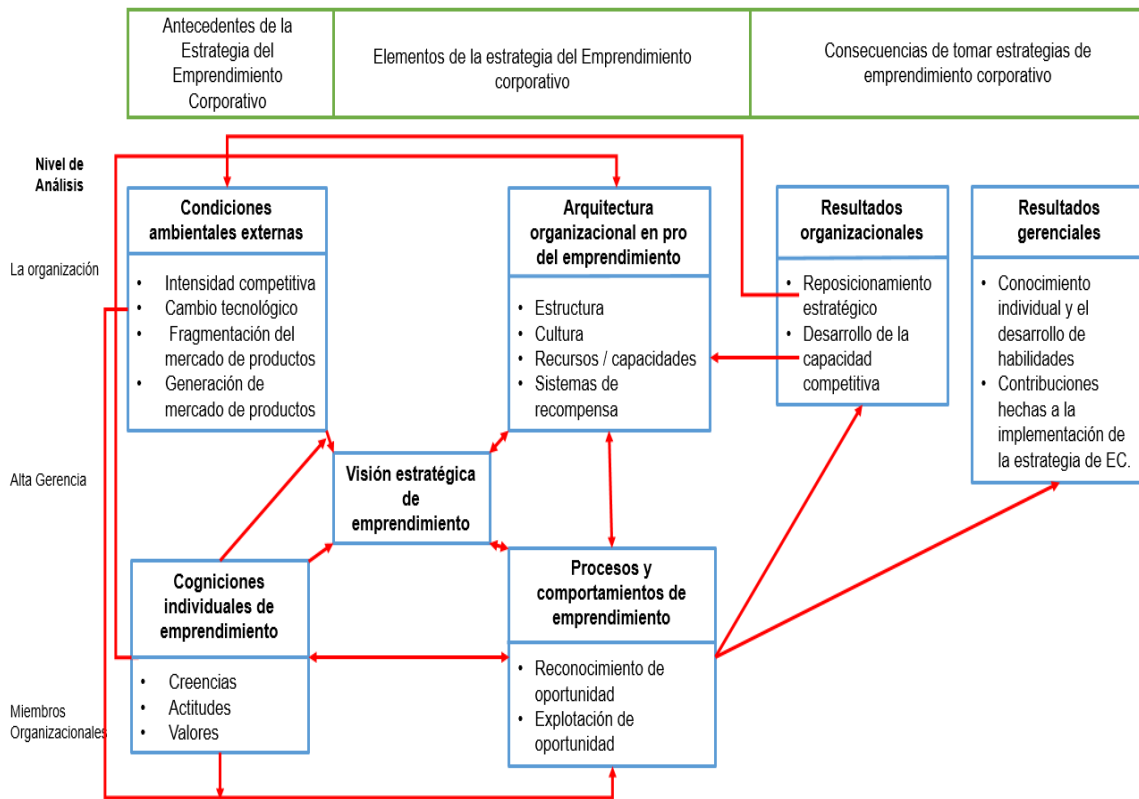 Antecedentes de la
Estrategia del
Emprendimiento
Corporativo
Elementos de la estrategia del Emprendimiento
corporativo
Consecuencias de tomar estrategias de
emprendimiento corporativo
Nivel de
Análisis
La organización
Alta Gerencia
Miembros
Organizacionales
Condiciones
ambientales externas
• Intensidad competitiva
• Cambio tecnológico
• Fragmentación del
mercado de productos
• Generación de
mercado de productos
Arquitectura
organizacional en pro
del emprendimiento
• Estructura
• Cultura
• Recursos / capacidades
• Sistemas de
recompensa
Resultados
organizacionales
• Reposicionamiento
estratégico
• Desarrollo de la
capacidad
competitiva
Resultados
gerenciales
• Conocimiento
individual y el
desarrollo de
habilidades
• Contribuciones
hechas a la
implementación de
la estrategia de EC.
Visión estratégica
de
emprendimiento
Cogniciones
individuales de
emprendimiento
• Creencias
• Actitudes
• Valores
Procesos y
comportamientos de
emprendimiento
• Reconocimiento de
oportunidad
• Explotación de
oportunidad